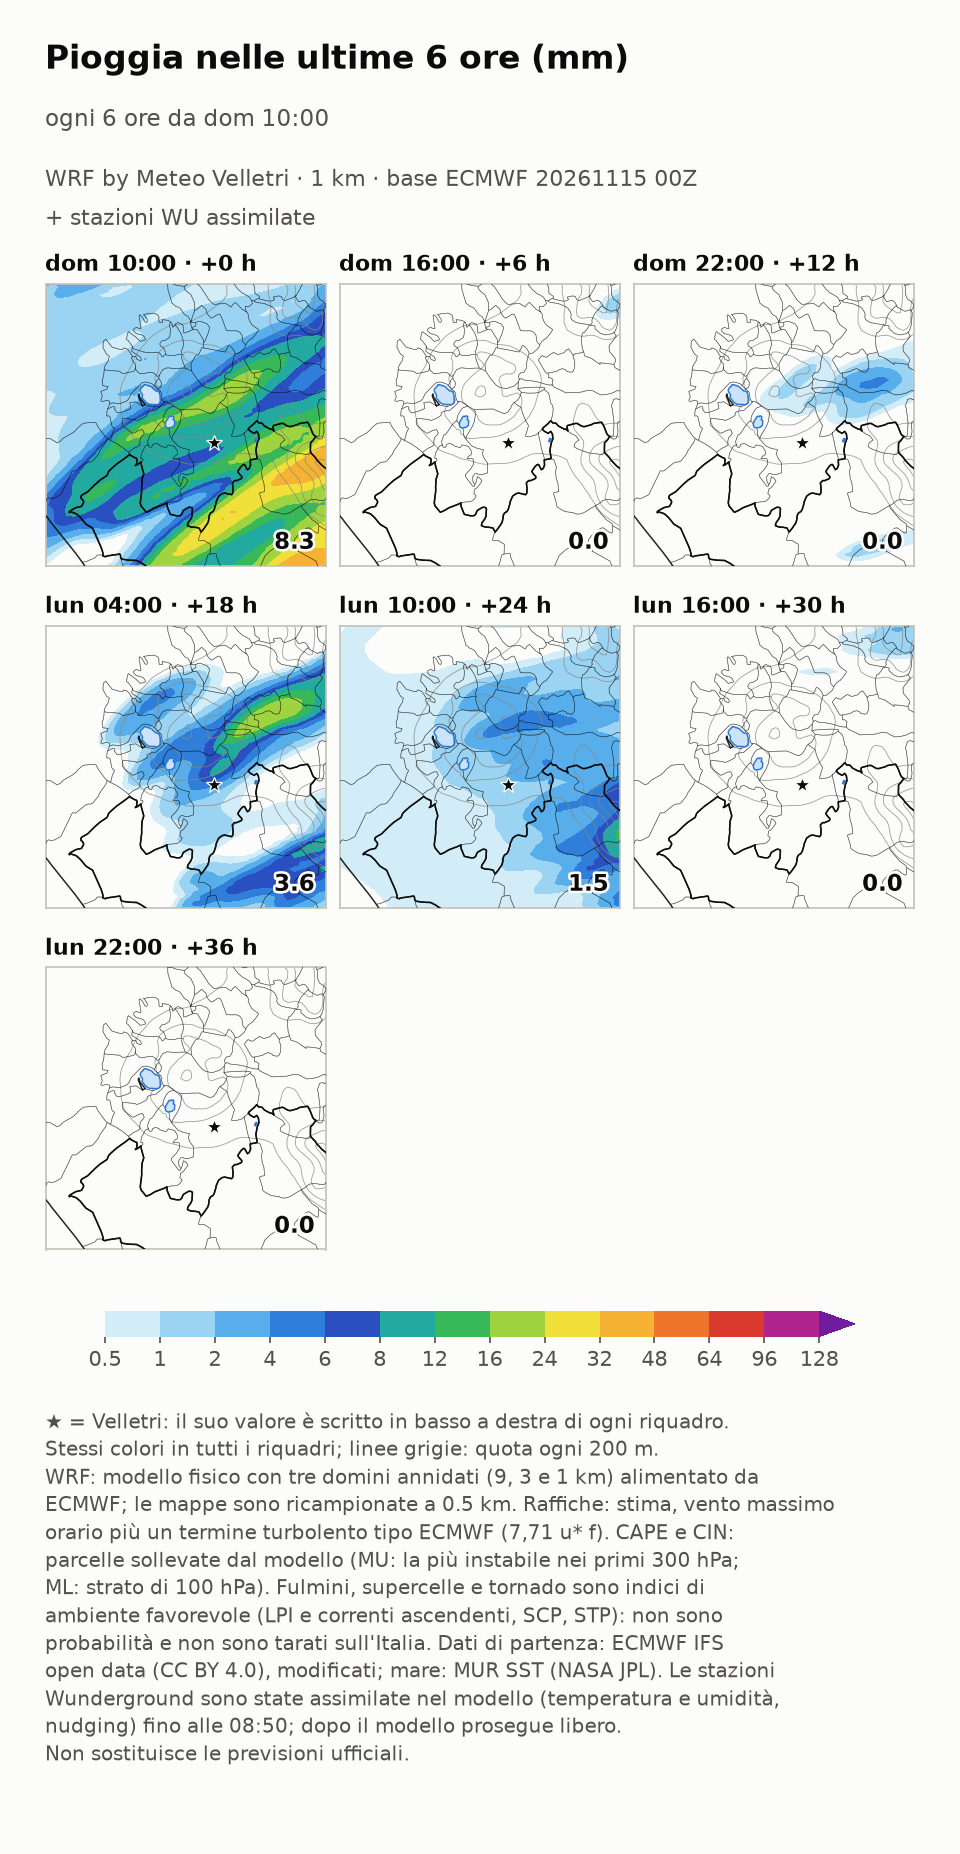 Pioggia nelle ultime 6 ore (mm)
ogni 6 ore da dom 10:00
WRF by Meteo Velletri · 1 km · base ECMWF 20261115 00Z
+ stazioni WU assimilate
dom 10:00 · +0 h
dom 16:00 · +6 h
dom 22:00 · +12 h
8.3
0.0
0.0
lun 04:00 · +18 h
lun 10:00 · +24 h
lun 16:00 · +30 h
3.6
1.5
0.0
lun 22:00 · +36 h
0.0
0.5 1 2 4 6 8 12 16 24 32 48 64 96 128
★ = Velletri: il suo valore è scritto in basso a destra di ogni riquadro.
Stessi colori in tutti i riquadri; linee grigie: quota ogni 200 m.
WRF: modello fisico con tre domini annidati (9, 3 e 1 km) alimentato da
ECMWF; le mappe sono ricampionate a 0.5 km. Raffiche: stima, vento massimo
orario più un termine turbolento tipo ECMWF (7,71 u* f). CAPE e CIN:
parcelle sollevate dal modello (MU: la più instabile nei primi 300 hPa;
ML: strato di 100 hPa). Fulmini, supercelle e tornado sono indici di
ambiente favorevole (LPI e correnti ascendenti, SCP, STP): non sono
probabilità e non sono tarati sull'Italia. Dati di partenza: ECMWF IFS
open data (CC BY 4.0), modificati; mare: MUR SST (NASA JPL). Le stazioni
Wunderground sono state assimilate nel modello (temperatura e umidità,
nudging) fino alle 08:50; dopo il modello prosegue libero.
Non sostituisce le previsioni ufficiali.